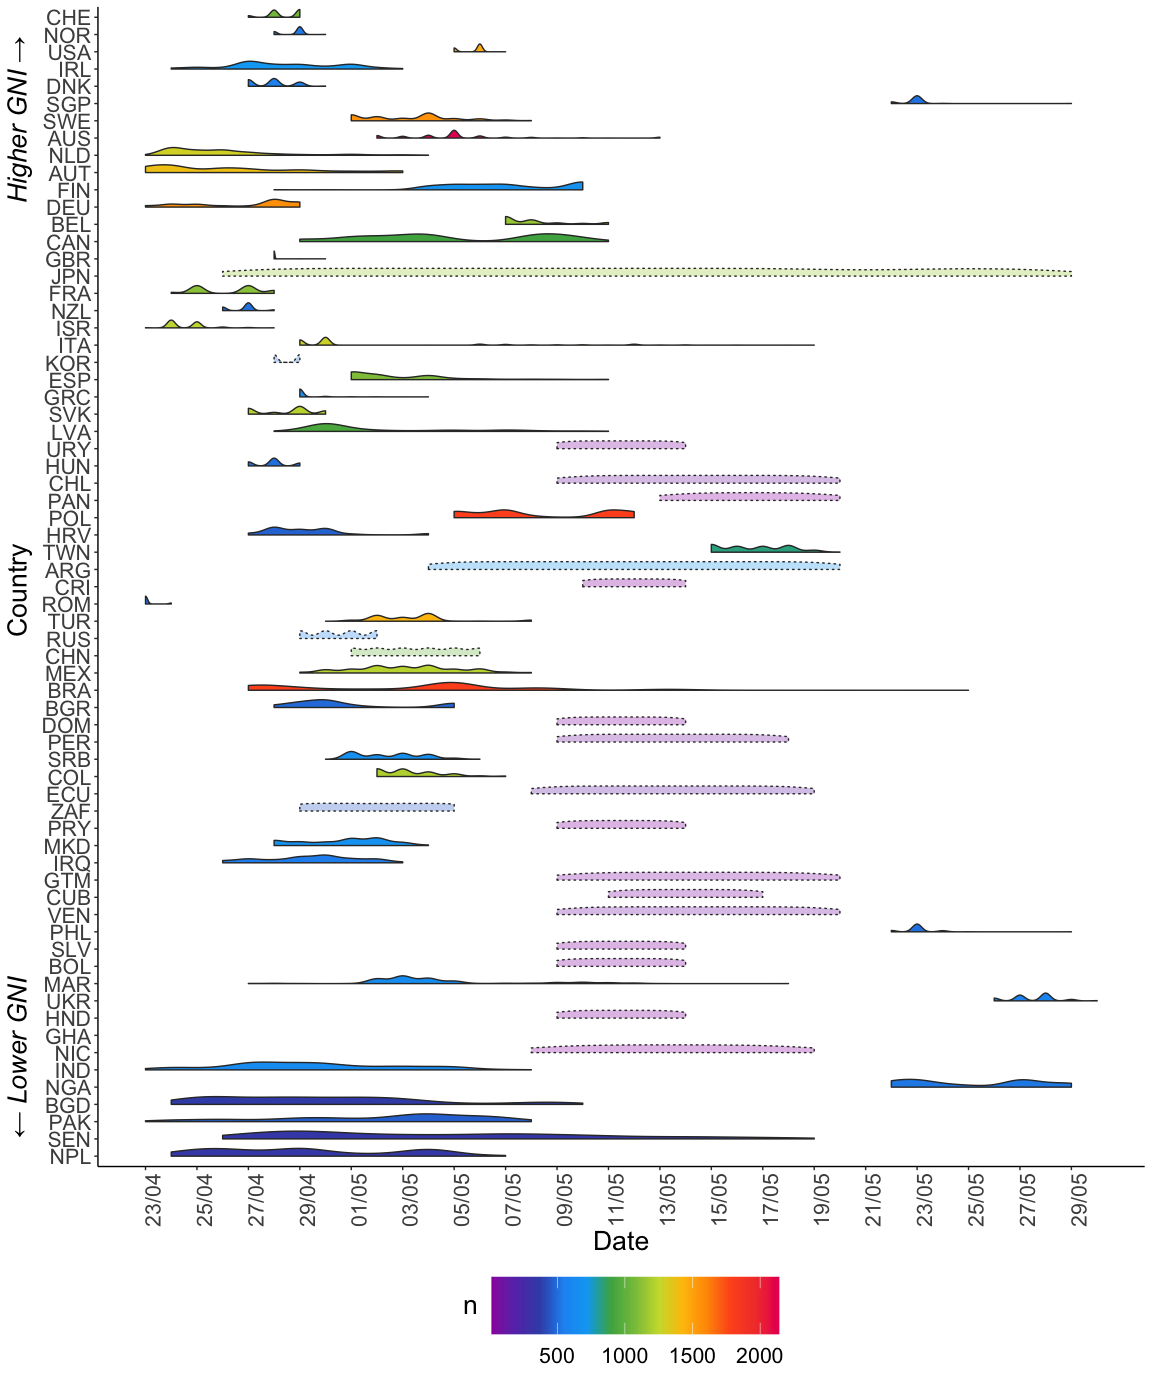 Higher GNI →
Country
← Lower GNI
CHE
NOR
USA
IRL
DNK
SGP
SWE
AUS
NLD
AUT
FIN
DEU
BEL
CAN
GBR
JPN
FRA
NZL
ISR
ITA
KOR
ESP
GRC
SVK
LVA
URY
HUN
CHL
PAN
POL
HRV
TWN
ARG
CRI
ROM
TUR
RUS
CHN
MEX
BRA
BGR
DOM
PER
SRB
COL
ECU
ZAF
PRY
MKD
IRQ
GTM
CUB
VEN
PHL
SLV
BOL
MAR
UKR
HND
GHA
NIC
IND
NGA
BGD
PAK
SEN
NPL
23/04 25/04 27/04 29/04 01/05 03/05 05/05 07/05 09/05 11/05 13/05 15/05 17/05 19/05 21/05 23/05 25/05 27/05 29/05
Date
n
500 1000 1500 2000